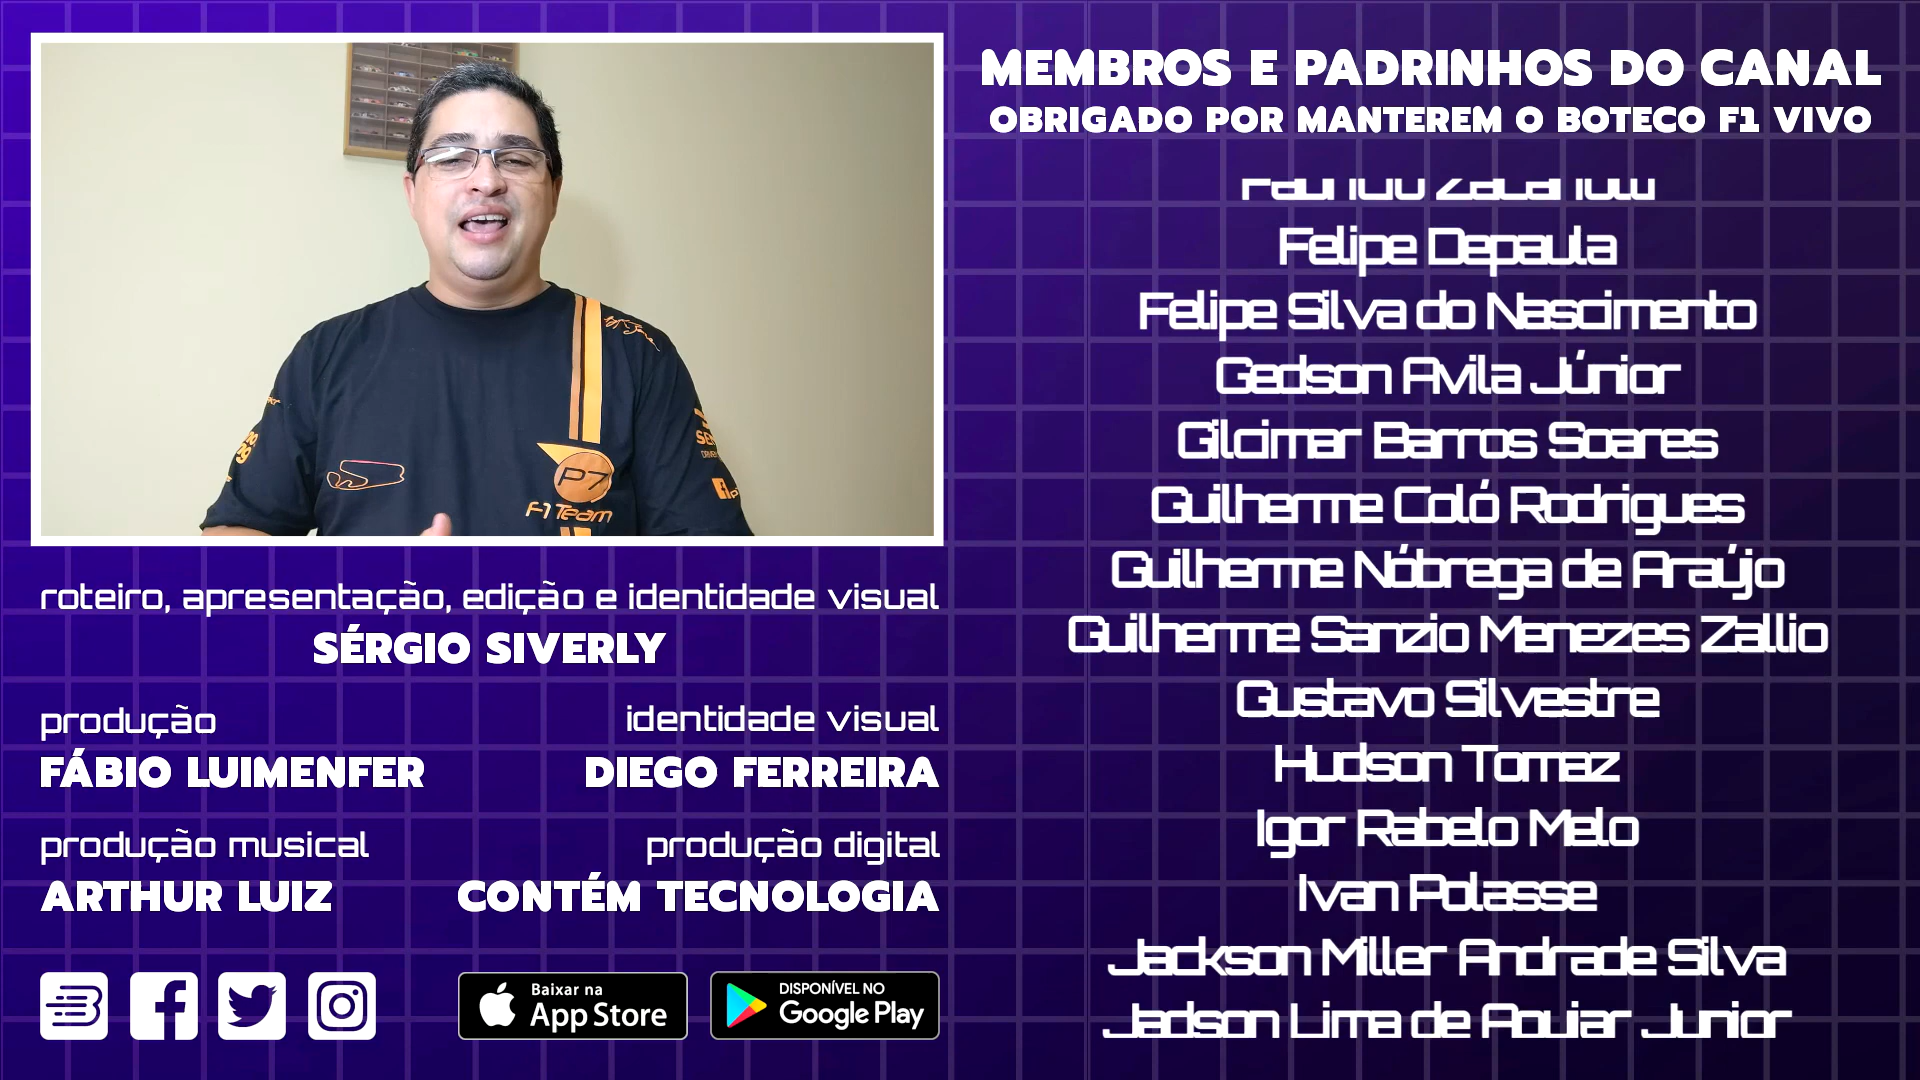 MEMBROS E PADRINHOS DO CANAL
OBRIGADO POR MANTEREM O BOTECO F1 VIVO
Felipe Depaula
Felipe Silva do Nascimento
Gedson Avila Júnior
Gilcimar Barros Soares
Guilherme Coló Rodrigues
Guilherme Nóbrega de Araújo
Guilherme Sanzio Menezes Zallio
Gustavo Silvestre
Hudson Tomaz
Igor Rabelo Melo
Ivan Polasse
Jackson Miller Andrade Silva
Jadson Lima de Aguiar Junior
P7
F1 Team
roteiro, apresentação, edição e identidade visual
SÉRGIO SIVERLY
produção
FÁBIO LUIMENFER
identidade visual
DIEGO FERREIRA
produção musical
ARTHUR LUIZ
produção digital
CONTÉM TECNOLOGIA
Baixar na
App Store
DISPONÍVEL NO
Google Play